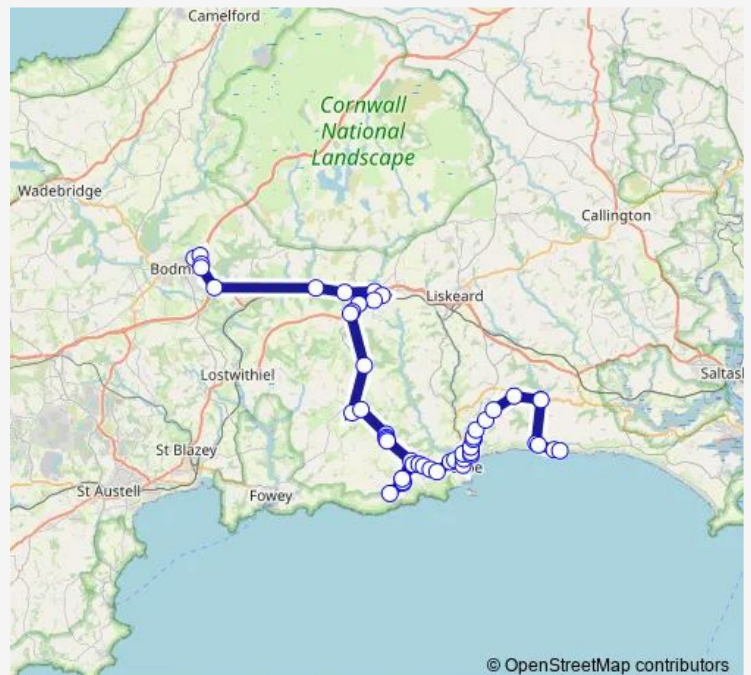 Camelford
Cornwall
National
Landscape
Wadebridge
Callington
Bodm
Liskeard
Lostwithiel
Saltash
St Blazey
St Austell
Fowey
© OpenStreetMap contributors